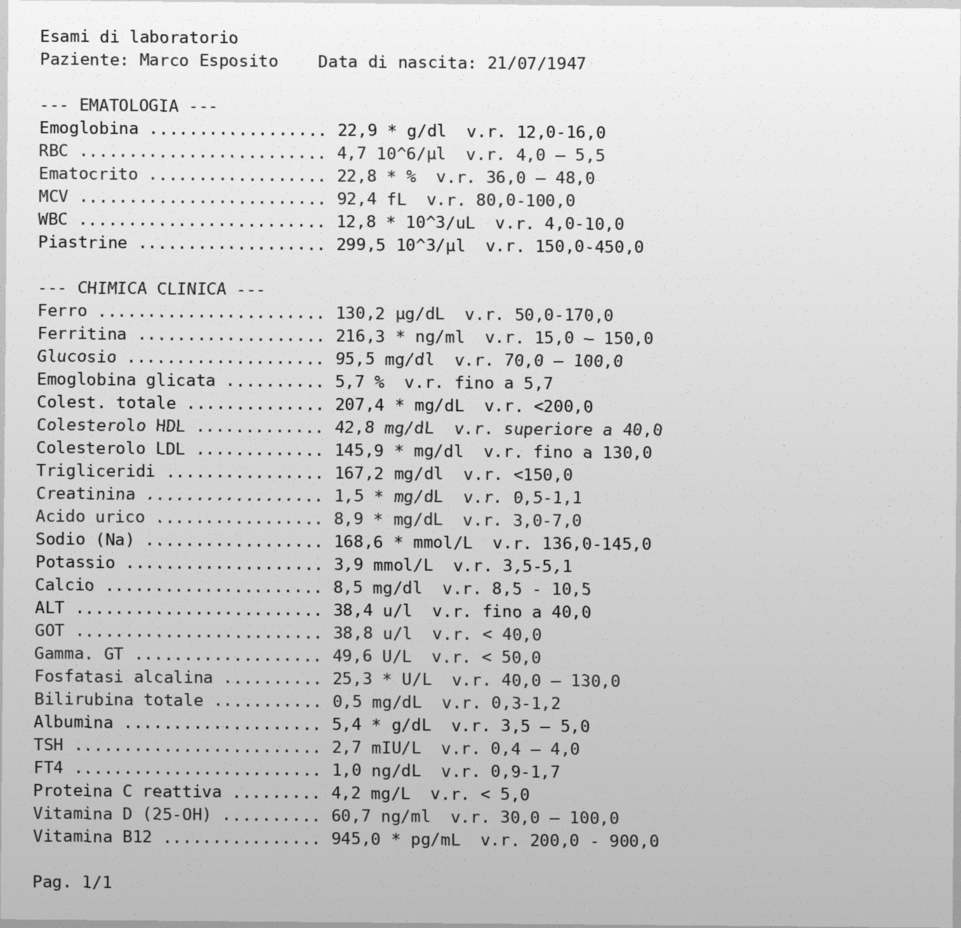 Esami di laboratorio
Paziente: Marco Esposito    Data di nascita: 21/07/1947

--- EMATOLOGIA ---
Emoglobina .................. 22,9 * g/dl  v.r. 12,0-16,0
RBC ......................... 4,7 10^6/µl  v.r. 4,0 – 5,5
Ematocrito .................. 22,8 * %  v.r. 36,0 – 48,0
MCV ......................... 92,4 fL  v.r. 80,0-100,0
WBC ......................... 12,8 * 10^3/uL  v.r. 4,0-10,0
Piastrine ................... 299,5 10^3/µl  v.r. 150,0-450,0

--- CHIMICA CLINICA ---
Ferro ....................... 130,2 µg/dL  v.r. 50,0-170,0
Ferritina ................... 216,3 * ng/ml  v.r. 15,0 – 150,0
Glucosio .................... 95,5 mg/dl  v.r. 70,0 – 100,0
Emoglobina glicata .......... 5,7 %  v.r. fino a 5,7
Colest. totale .............. 207,4 * mg/dL  v.r. <200,0
Colesterolo HDL ............. 42,8 mg/dL  v.r. superiore a 40,0
Colesterolo LDL ............. 145,9 * mg/dl  v.r. fino a 130,0
Trigliceridi ................ 167,2 mg/dl  v.r. <150,0
Creatinina .................. 1,5 * mg/dL  v.r. 0,5-1,1
Acido urico ................. 8,9 * mg/dL  v.r. 3,0-7,0
Sodio (Na) .................. 168,6 * mmol/L  v.r. 136,0-145,0
Potassio .................... 3,9 mmol/L  v.r. 3,5-5,1
Calcio ...................... 8,5 mg/dl  v.r. 8,5 - 10,5
ALT ......................... 38,4 u/l  v.r. fino a 40,0
GOT ......................... 38,8 u/l  v.r. < 40,0
Gamma. GT ................... 49,6 U/L  v.r. < 50,0
Fosfatasi alcalina .......... 25,3 * U/L  v.r. 40,0 – 130,0
Bilirubina totale ........... 0,5 mg/dL  v.r. 0,3-1,2
Albumina .................... 5,4 * g/dL  v.r. 3,5 – 5,0
TSH ......................... 2,7 mIU/L  v.r. 0,4 – 4,0
FT4 ......................... 1,0 ng/dL  v.r. 0,9-1,7
Proteina C reattiva ......... 4,2 mg/L  v.r. < 5,0
Vitamina D (25-OH) .......... 60,7 ng/ml  v.r. 30,0 – 100,0
Vitamina B12 ................ 945,0 * pg/mL  v.r. 200,0 - 900,0

Pag. 1/1